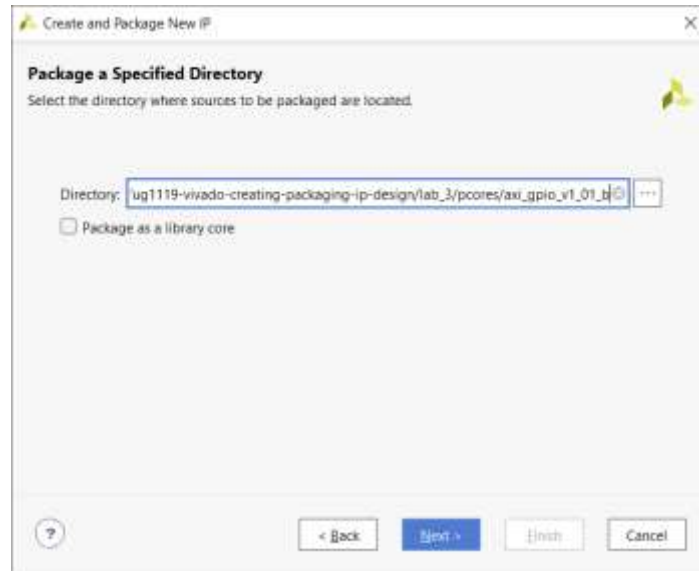 Create and Package New IP
Package a Specified Directory
Select the directory where sources to be packaged are located.
Directory: ug1119-vivado-creating-packaging-ip-design/lab_3/pcores/axi_gpio_v1_01_b ...
Package as a library core
? < Back Next > Finish Cancel